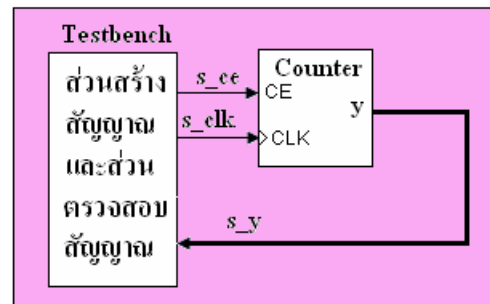 Testbench
ส่วนสร้าง
สัญญาณ
และส่วน
ตรวจสอบ
สัญญาณ
s_ce
s_clk
Counter
CE
y
CLK
s_y